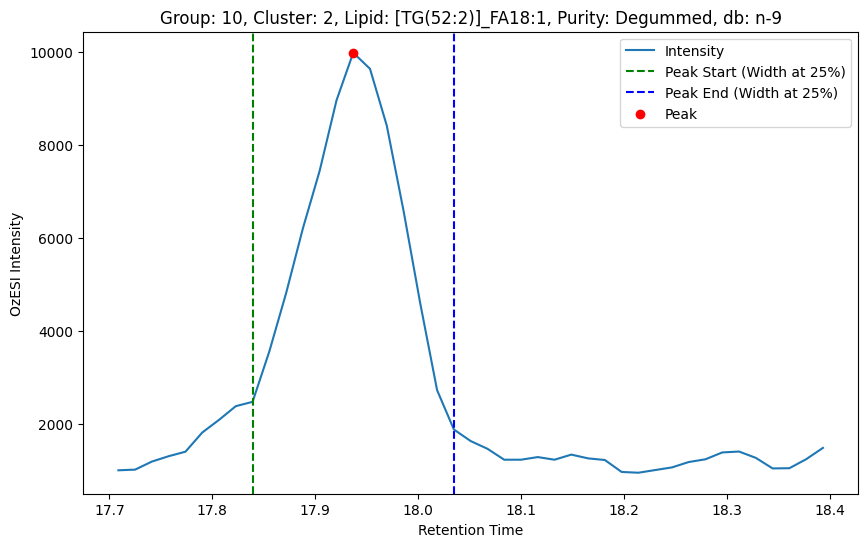 Group: 10, Cluster: 2, Lipid: [TG(52:2)]_FA18:1, Purity: Degummed, db: n-9
Intensity
Peak Start (Width at 25%)
Peak End (Width at 25%)
Peak
OzESI Intensity
10000
8000
6000
4000
2000
17.7 17.8 17.9 18.0 18.1 18.2 18.3 18.4
Retention Time